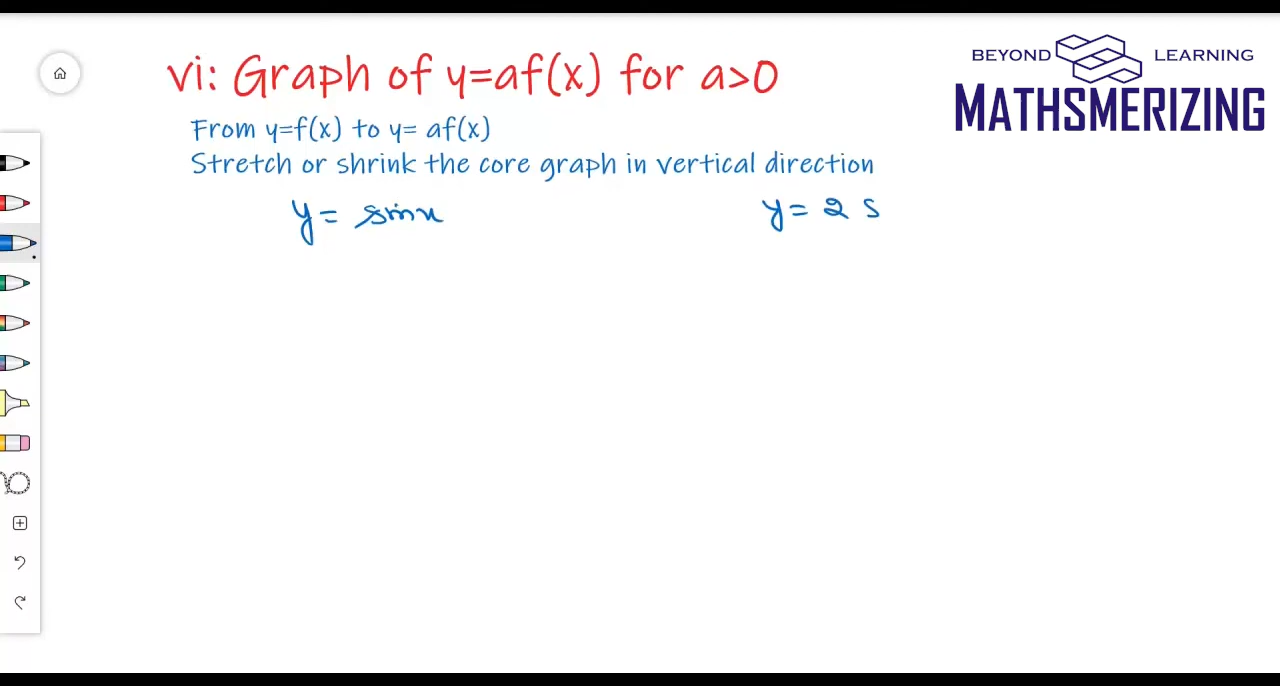 vi: Graph of y=af(x) for a>0
BEYOND LEARNING
MATHSMERIZING
From y=f(x) to y= af(x)
Stretch or shrink the core graph in vertical direction
y= sinx
y= 2 s